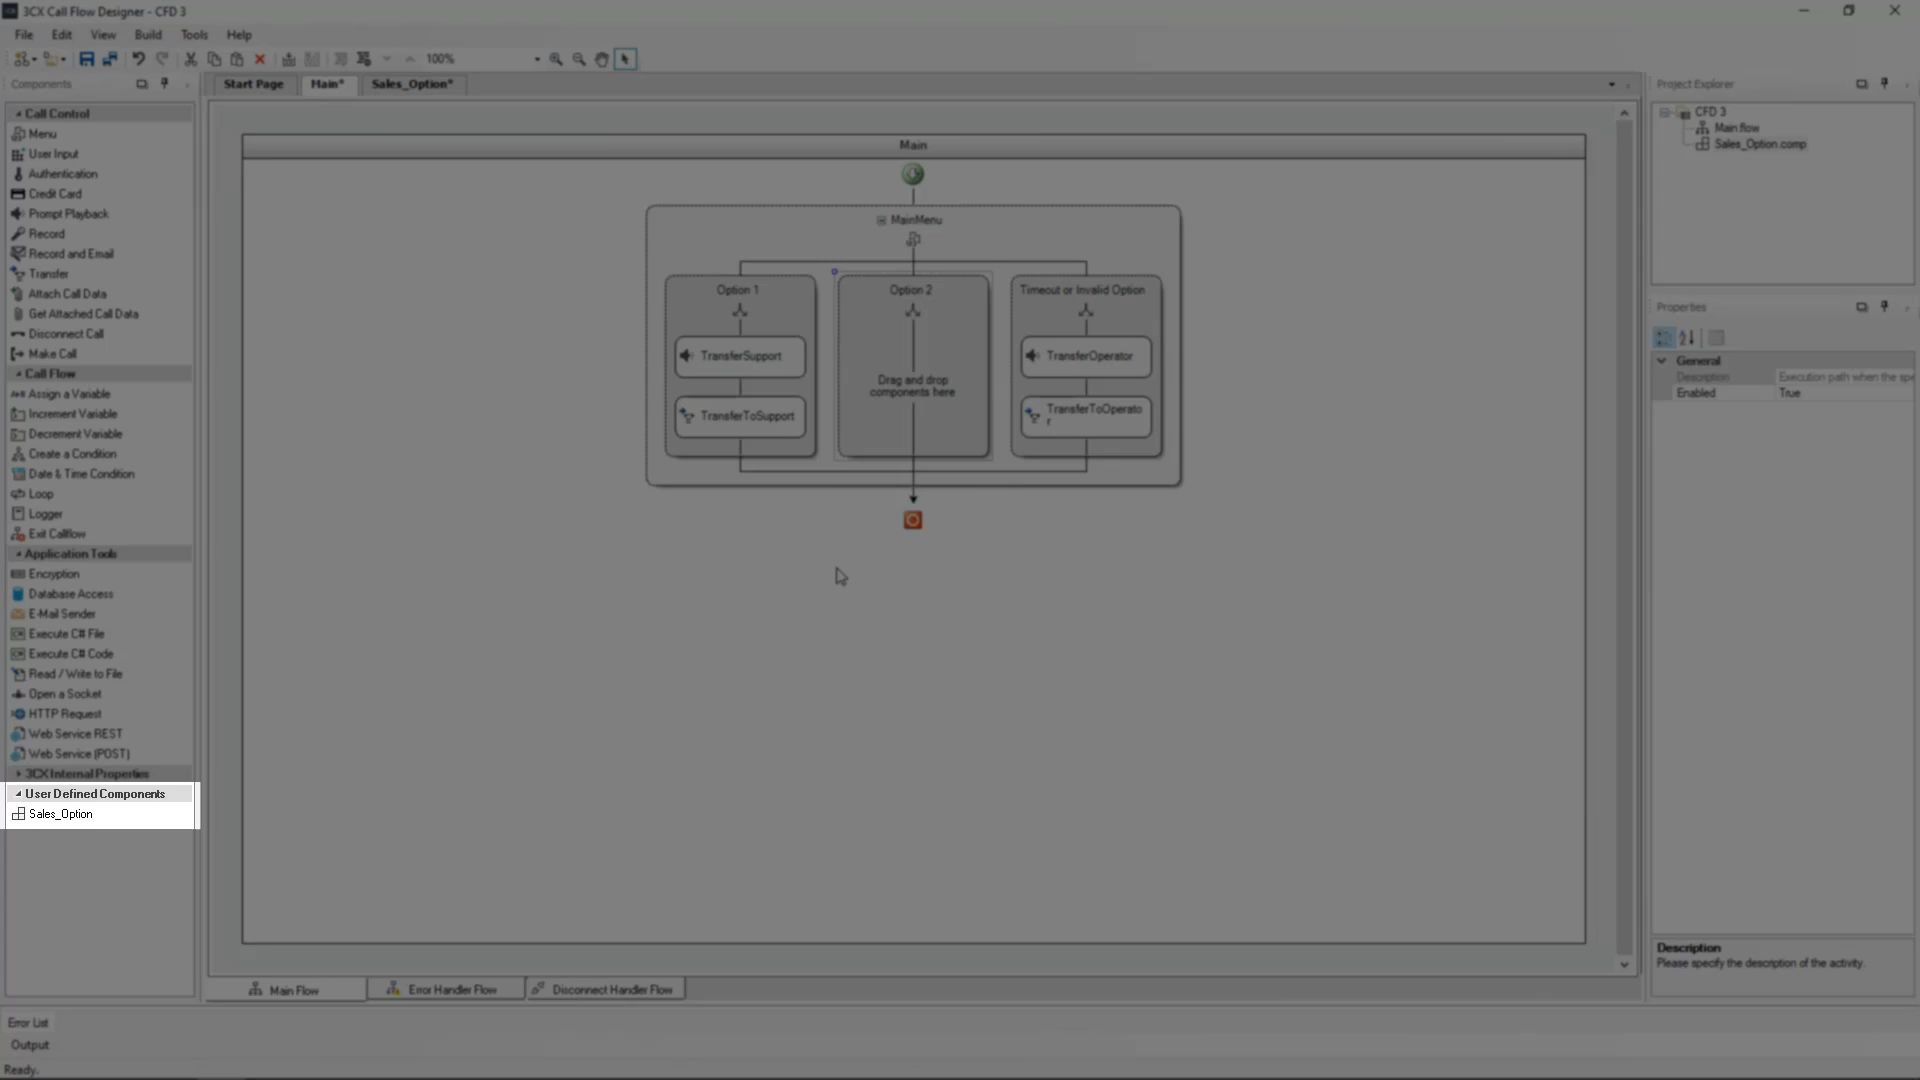 3CX Call Flow Designer - CFD 3
File Edit View Build Tools Help
100%
Components
Call Control
Menu
User Input
Authentication
Credit Card
Prompt Playback
Record
Record and Email
Transfer
Attach Call Data
Get Attached Call Data
Disconnect Call
Make Call
Call Flow
Assign a Variable
Increment Variable
Decrement Variable
Create a Condition
Date & Time Condition
Loop
Logger
Exit Callflow
Application Tools
Encryption
Database Access
E-Mail Sender
Execute C# File
Execute C# Code
Read / Write to File
Open a Socket
HTTP Request
Web Service REST
Web Service (POST)
3CX Internal Properties
User Defined Components
Sales_Option
Start Page Main* Sales_Option*
Main
MainMenu
Option 1
TransferSupport
TransferToSupport
Option 2
Drag and drop
components here
Timeout or Invalid Option
TransferOperator
TransferToOperato
r
Main Flow Error Handler Flow Disconnect Handler Flow
Project Explorer
CFD 3
Main.flow
Sales_Option.comp
Properties
General
Description Execution path when the spe
Enabled True
Description
Please specify the description of the activity.
Error List
Output
Ready.